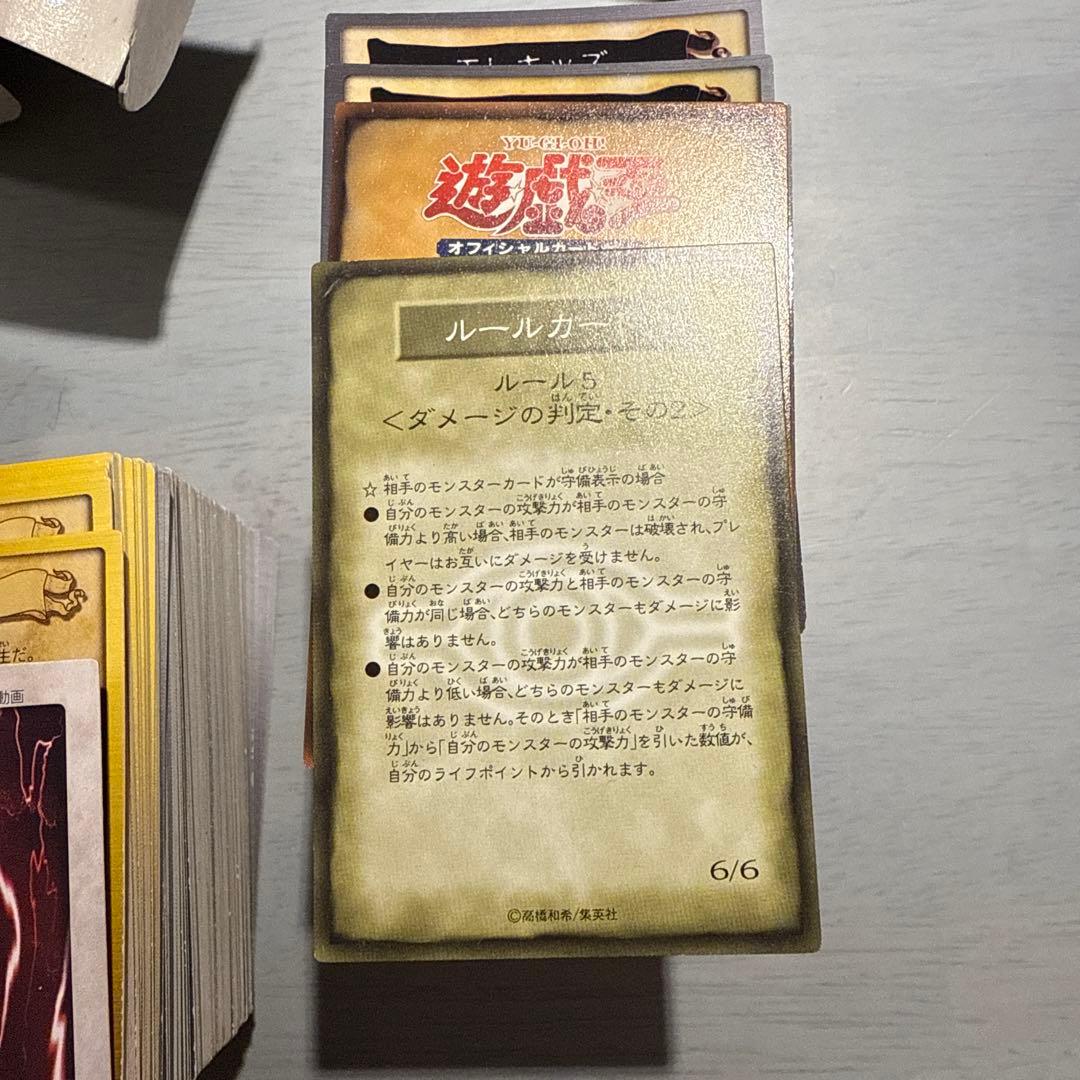 エレキッズ
YU-GI-OH!
遊戯王
オフィシャルカード
ルールカー
ルール5
<ダメージの判定・その2>
☆相手のモンスターカードが守備表示の場合
●自分のモンスターの攻撃力が相手のモンスターの守
備力より高い場合、相手のモンスターは破壊され、プレ
イヤーはお互いにダメージを受けません。
●自分のモンスターの攻撃力と相手のモンスターの守
備力が同じ場合、どちらのモンスターもダメージに影
響はありません。
●自分のモンスターの攻撃力が相手のモンスターの守
備力より低い場合、どちらのモンスターもダメージに
影響はありません。そのとき「相手のモンスターの守備
力」から「自分のモンスターの攻撃力」を引いた数値が、
自分のライフポイントから引かれます。
6/6
©高橋和希/集英社
生だ。
動画